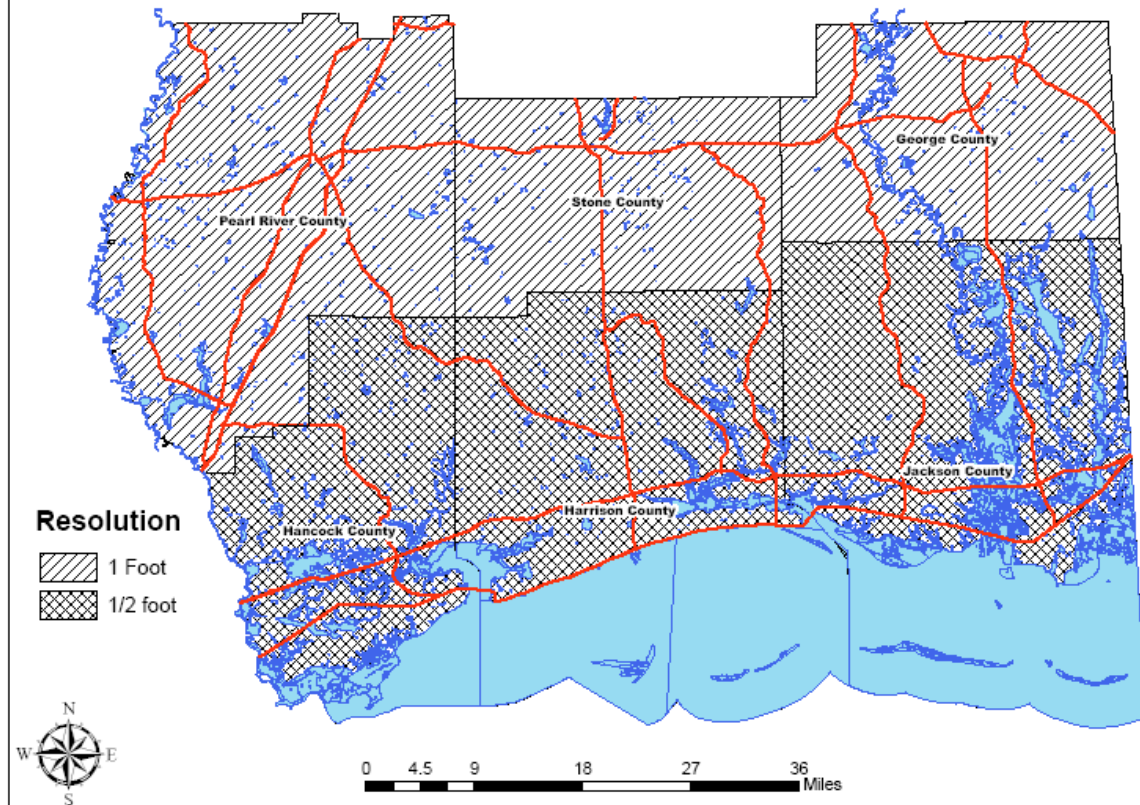 George County
Stone County
Pearl River County
Jackson County
Harrison County
Hancock County
Resolution
1 Foot
1/2 foot
N
W E
S
0 4.5 9 18 27 36
Miles